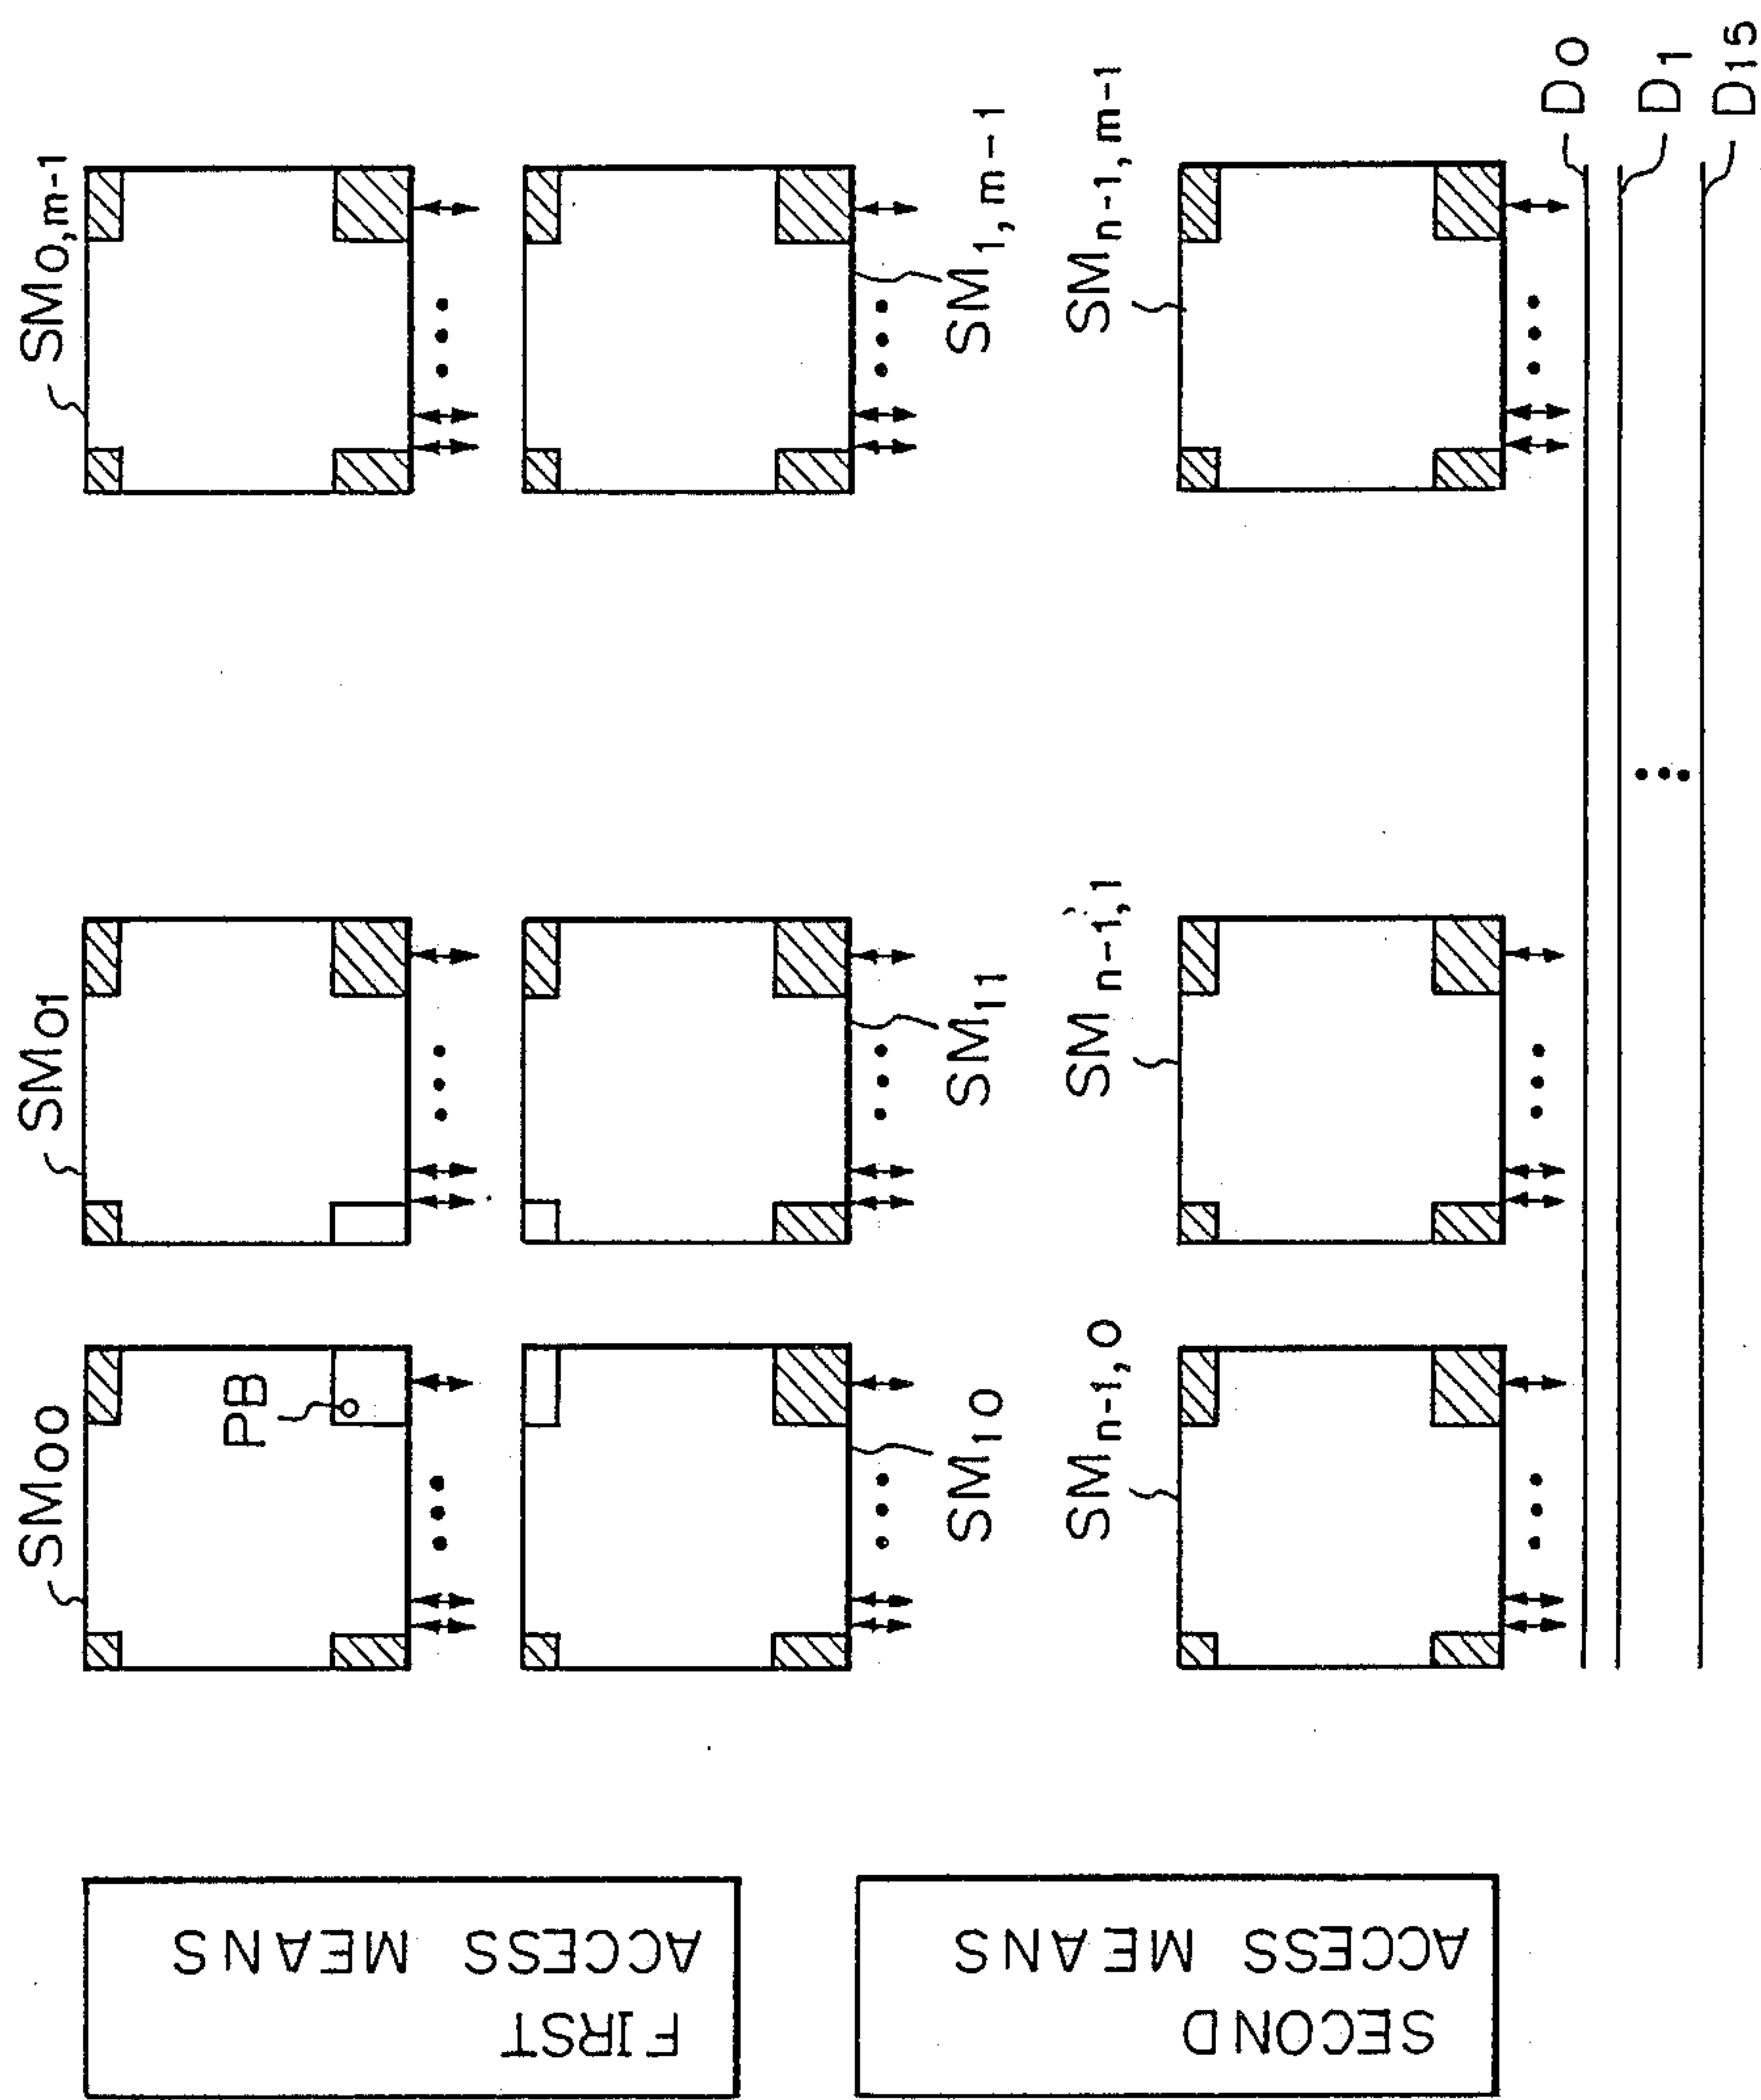 SM00
SM01
SM0,m-1
PB
SM10
SM11
SM1,m-1
SMn-1,0
SMn-1,1
SMn-1,m-1
D0
D1
D15
FIRST
ACCESS MEANS
SECOND
ACCESS MEANS